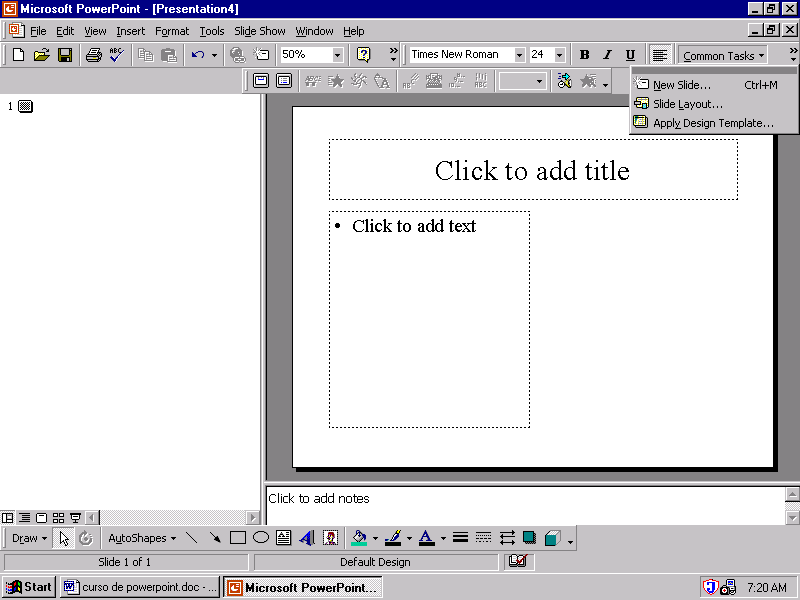 Microsoft PowerPoint - [Presentation4]
File Edit View Insert Format Tools Slide Show Window Help
50% Times New Roman 24 B I U Common Tasks
New Slide... Ctrl+M
Slide Layout...
Apply Design Template...
1
Click to add title
• Click to add text
Click to add notes
Draw AutoShapes
Slide 1 of 1 Default Design
Start curso de powerpoint.doc - ... Microsoft PowerPoint... 7:20 AM